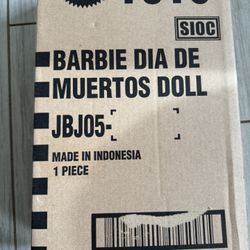 SIOC
BARBIE DIA DE
MUERTOS DOLL
JBJ05-
MADE IN INDONESIA
1 PIECE